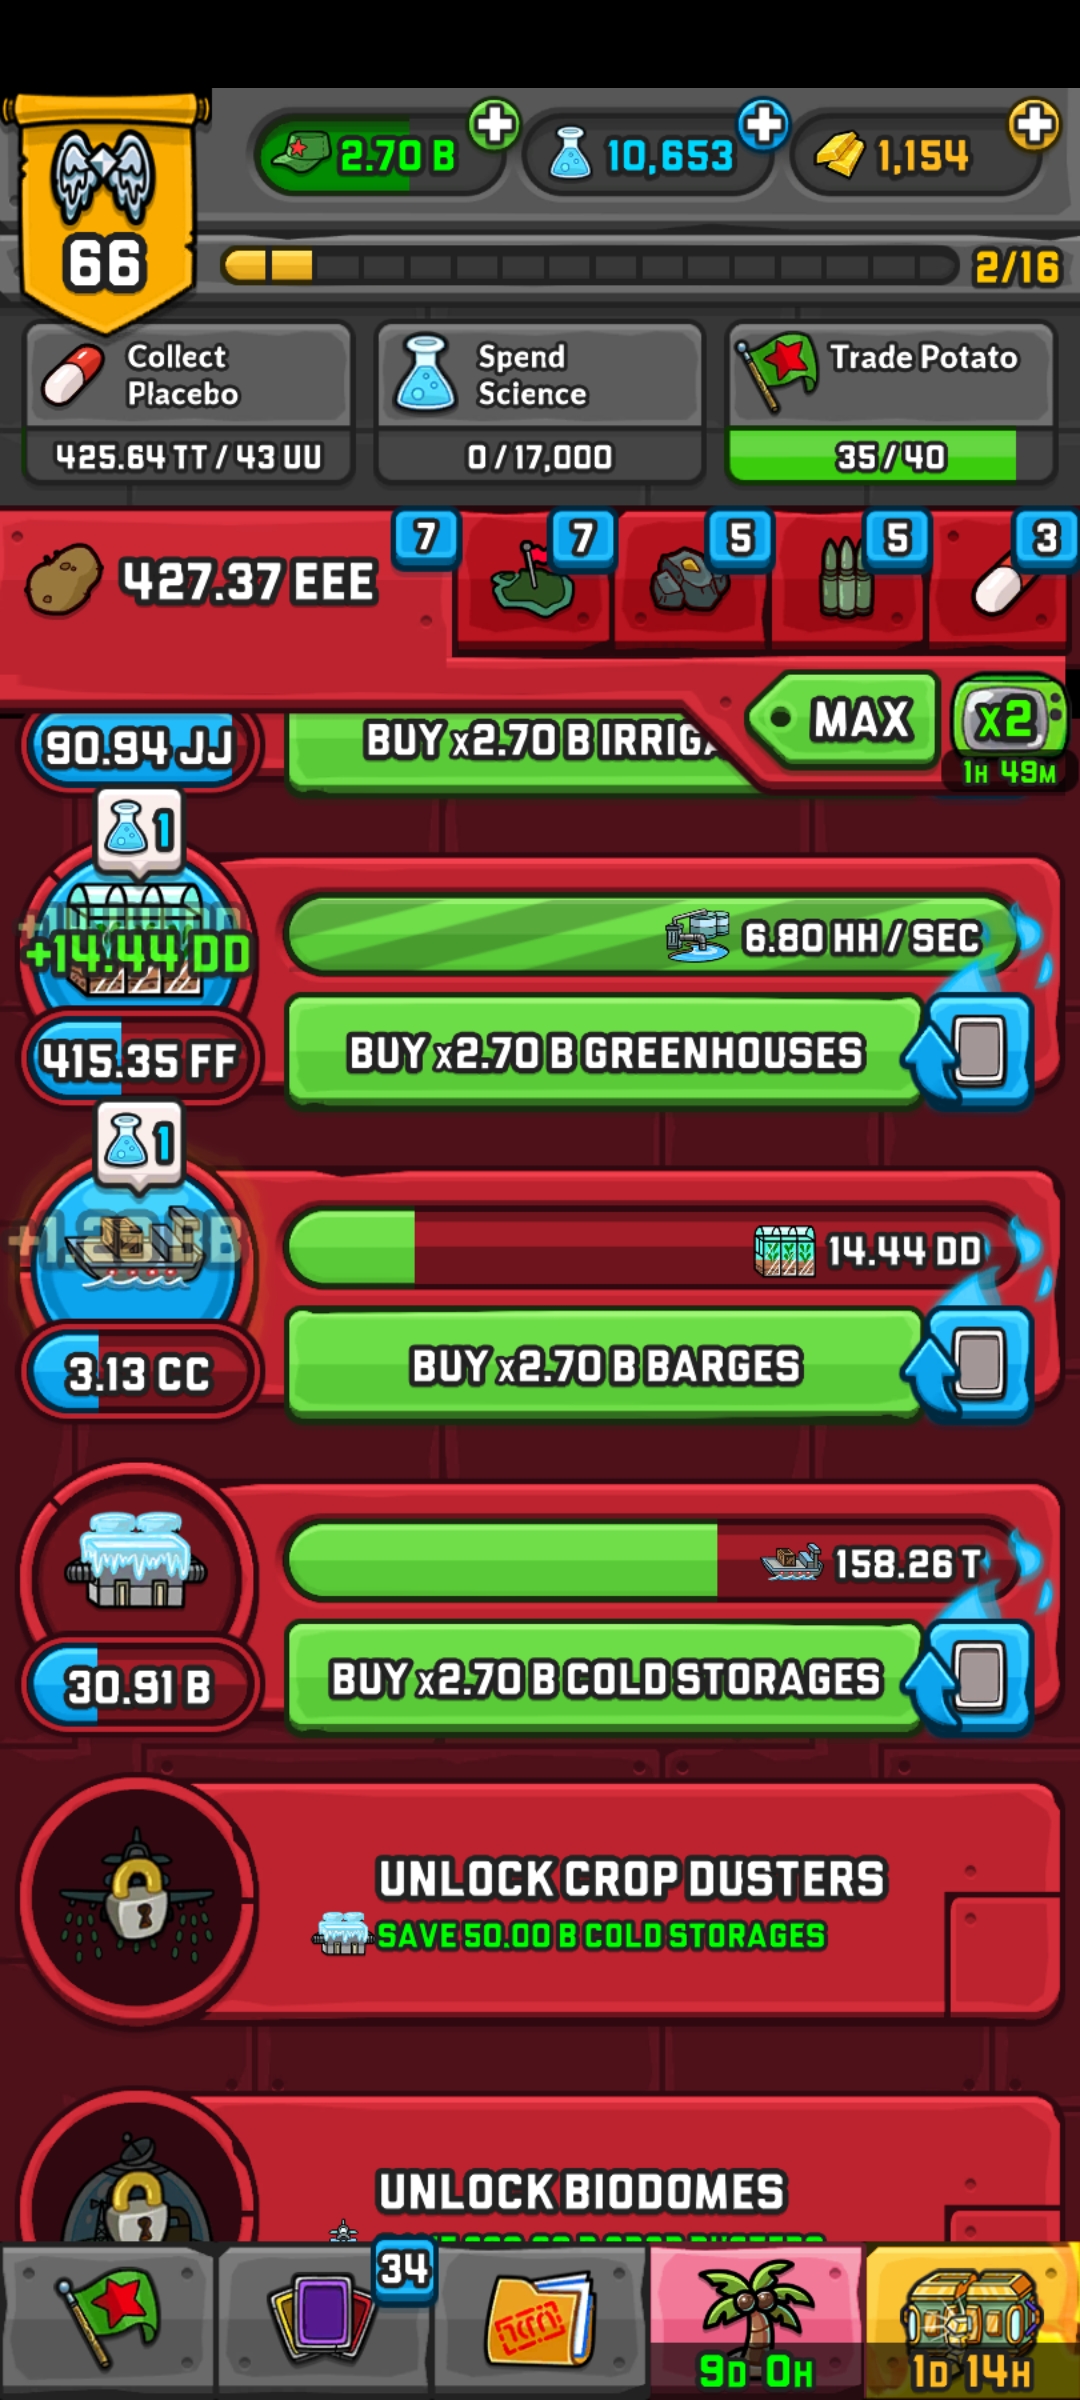 2.70 B
10,653
1,154
66
2/16
Collect
Placebo
425.64 TT / 43 UU
Spend
Science
0 / 17,000
Trade Potato
35 / 40
427.37 EEE
7
7
5
5
3
MAX
x2
1H 49M
90.94 JJ
BUY x2.70 B
1
+14.44 DD
6.80 HH / SEC
415.35 FF
BUY x2.70 B GREENHOUSES
1
14.44 DD
3.13 CC
BUY x2.70 B BARGES
158.26 T
30.91 B
BUY x2.70 B COLD STORAGES
UNLOCK CROP DUSTERS
SAVE 50.00 B COLD STORAGES
UNLOCK BIODOMES
34
9D 0H
1D 14H